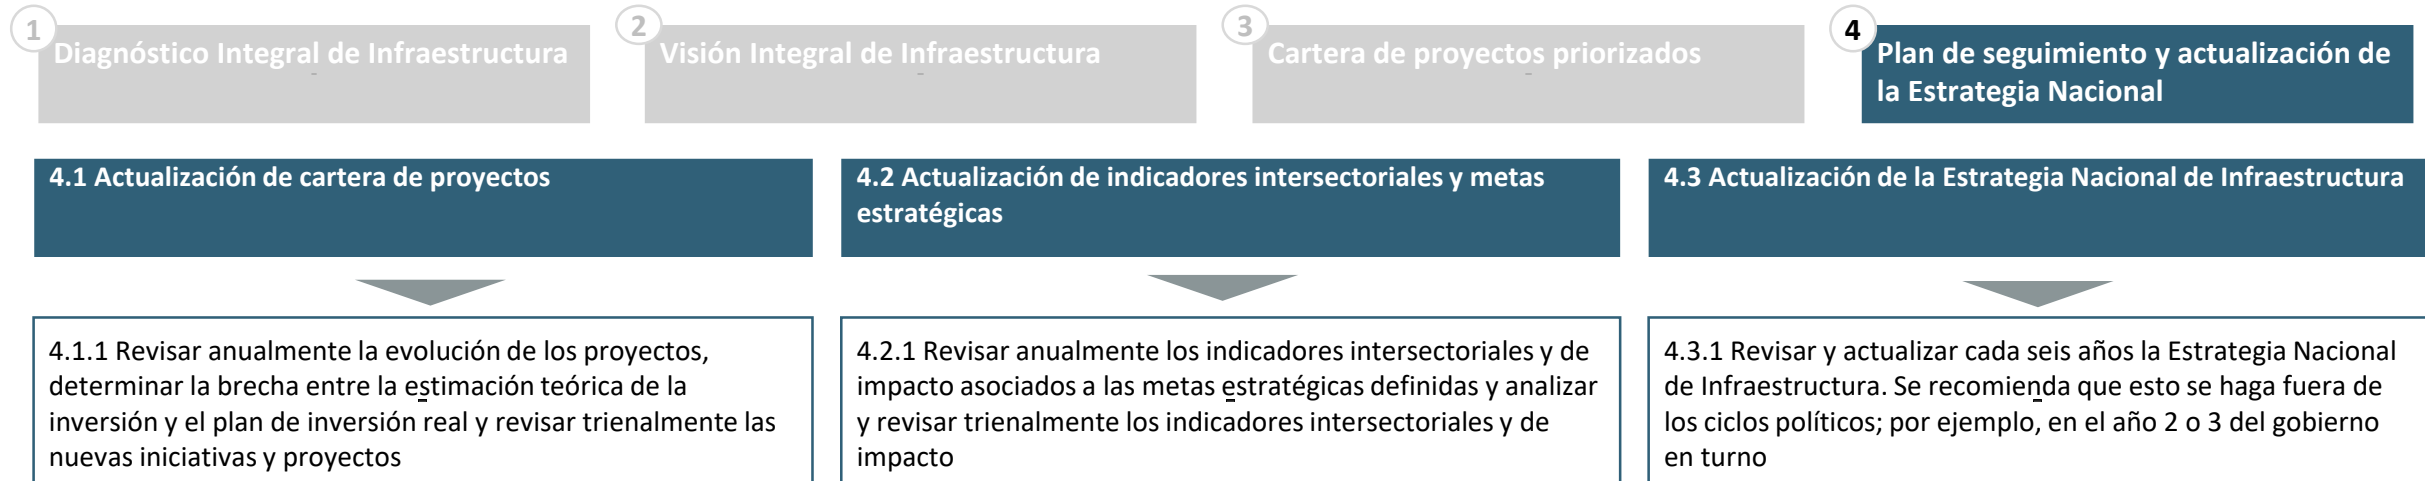 1
Diagnóstico Integral de Infraestructura
2
Visión Integral de Infraestructura
3
Cartera de proyectos priorizados
4
Plan de seguimiento y actualización de
la Estrategia Nacional
4.1 Actualización de cartera de proyectos
4.2 Actualización de indicadores intersectoriales y metas
estratégicas
4.3 Actualización de la Estrategia Nacional de Infraestructura
4.1.1 Revisar anualmente la evolución de los proyectos,
determinar la brecha entre la estimación teórica de la
inversión y el plan de inversión real y revisar trienalmente las
nuevas iniciativas y proyectos
4.2.1 Revisar anualmente los indicadores intersectoriales y de
impacto asociados a las metas estratégicas definidas y analizar
y revisar trienalmente los indicadores intersectoriales y de
impacto
4.3.1 Revisar y actualizar cada seis años la Estrategia Nacional
de Infraestructura. Se recomienda que esto se haga fuera de
los ciclos políticos; por ejemplo, en el año 2 o 3 del gobierno
en turno